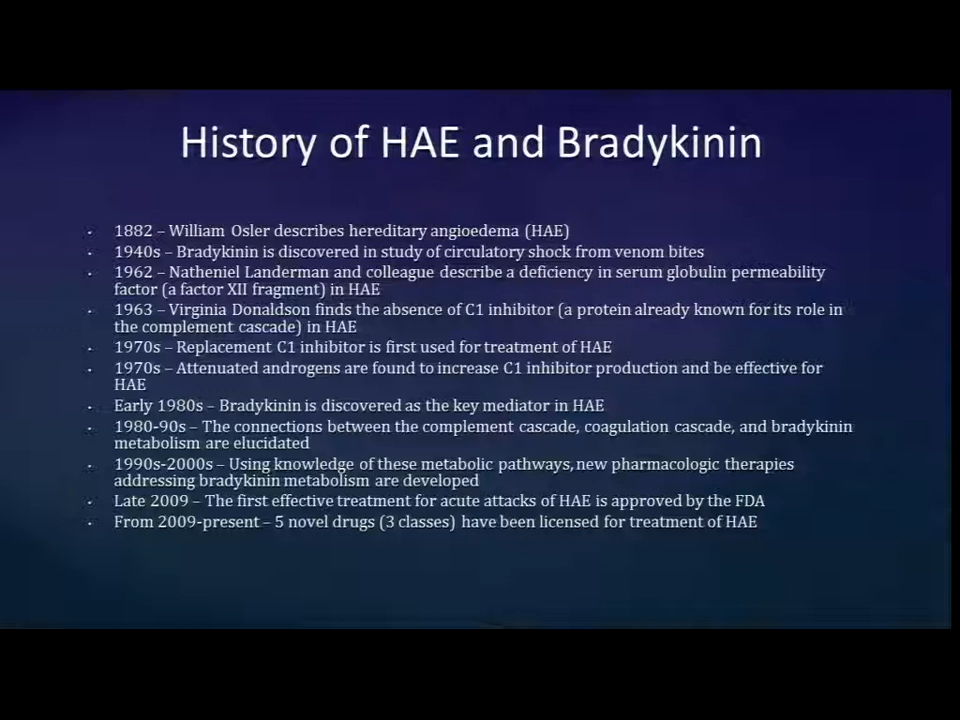 History of HAE and Bradykinin
· 1882 – William Osler describes hereditary angioedema (HAE)
· 1940s – Bradykinin is discovered in study of circulatory shock from venom bites
· 1962 – Natheniel Landerman and colleague describe a deficiency in serum globulin permeability
factor (a factor XII fragment) in HAE
· 1963 – Virginia Donaldson finds the absence of C1 inhibitor (a protein already known for its role in
the complement cascade) in HAE
· 1970s – Replacement C1 inhibitor is first used for treatment of HAE
· 1970s – Attenuated androgens are found to increase C1 inhibitor production and be effective for
HAE
· Early 1980s – Bradykinin is discovered as the key mediator in HAE
· 1980-90s – The connections between the complement cascade, coagulation cascade, and bradykinin
metabolism are elucidated
· 1990s-2000s – Using knowledge of these metabolic pathways, new pharmacologic therapies
addressing bradykinin metabolism are developed
· Late 2009 – The first effective treatment for acute attacks of HAE is approved by the FDA
· From 2009-present – 5 novel drugs (3 classes) have been licensed for treatment of HAE